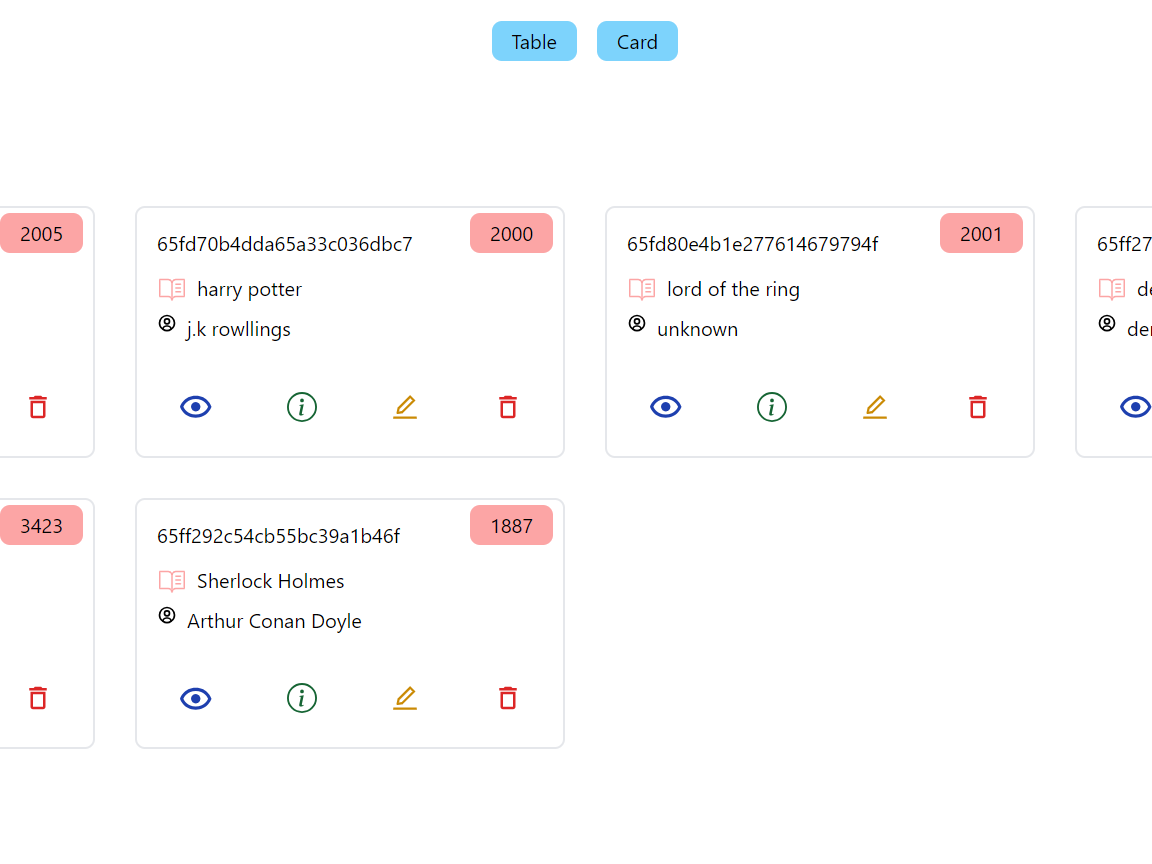 Table Card
2005
65fd70b4dda65a33c036dbc7 2000
harry potter
j.k rowllings
65fd80e4b1e277614679794f 2001
lord of the ring
unknown
65ff27
de
der
3423
65ff292c54cb55bc39a1b46f 1887
Sherlock Holmes
Arthur Conan Doyle